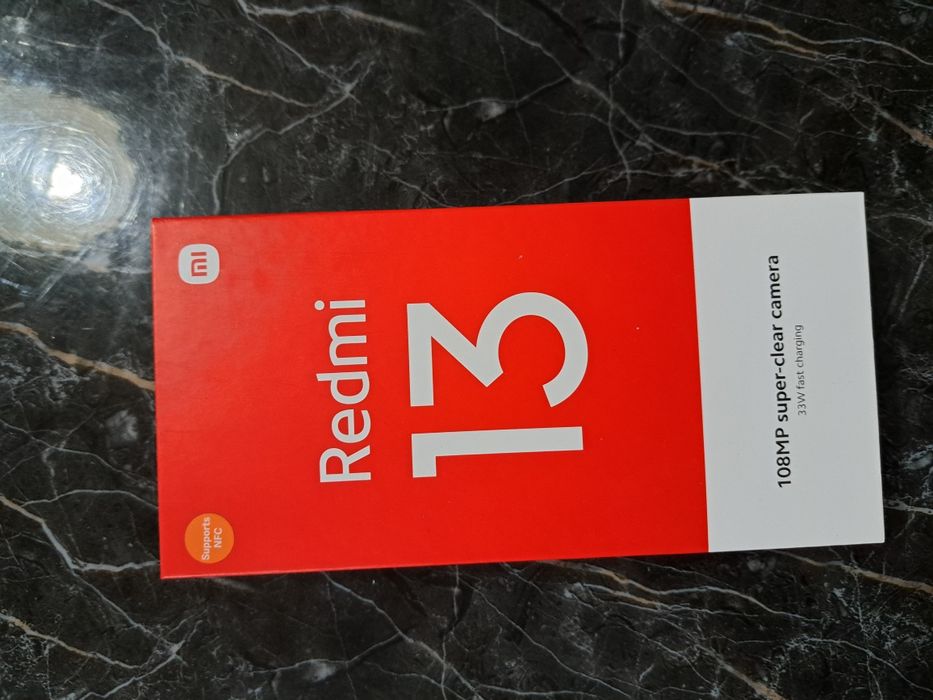 Supports
NFC
mi
Redmi
13
108MP super-clear camera
33W fast charging